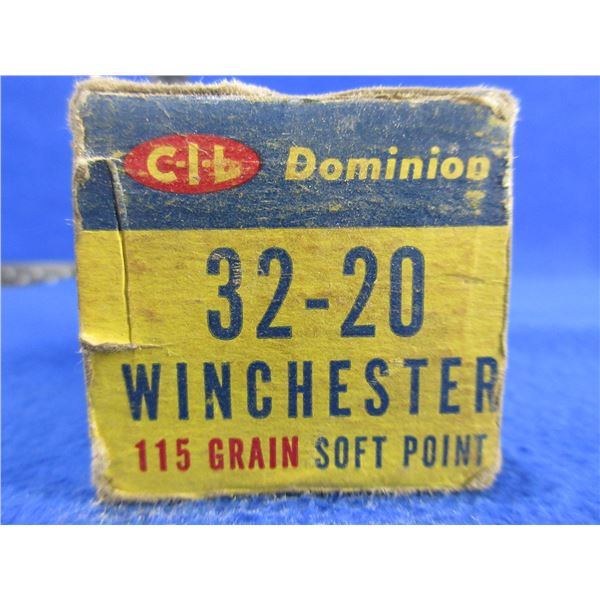 C-I-L Dominion
32-20
WINCHESTER
115 GRAIN SOFT POINT